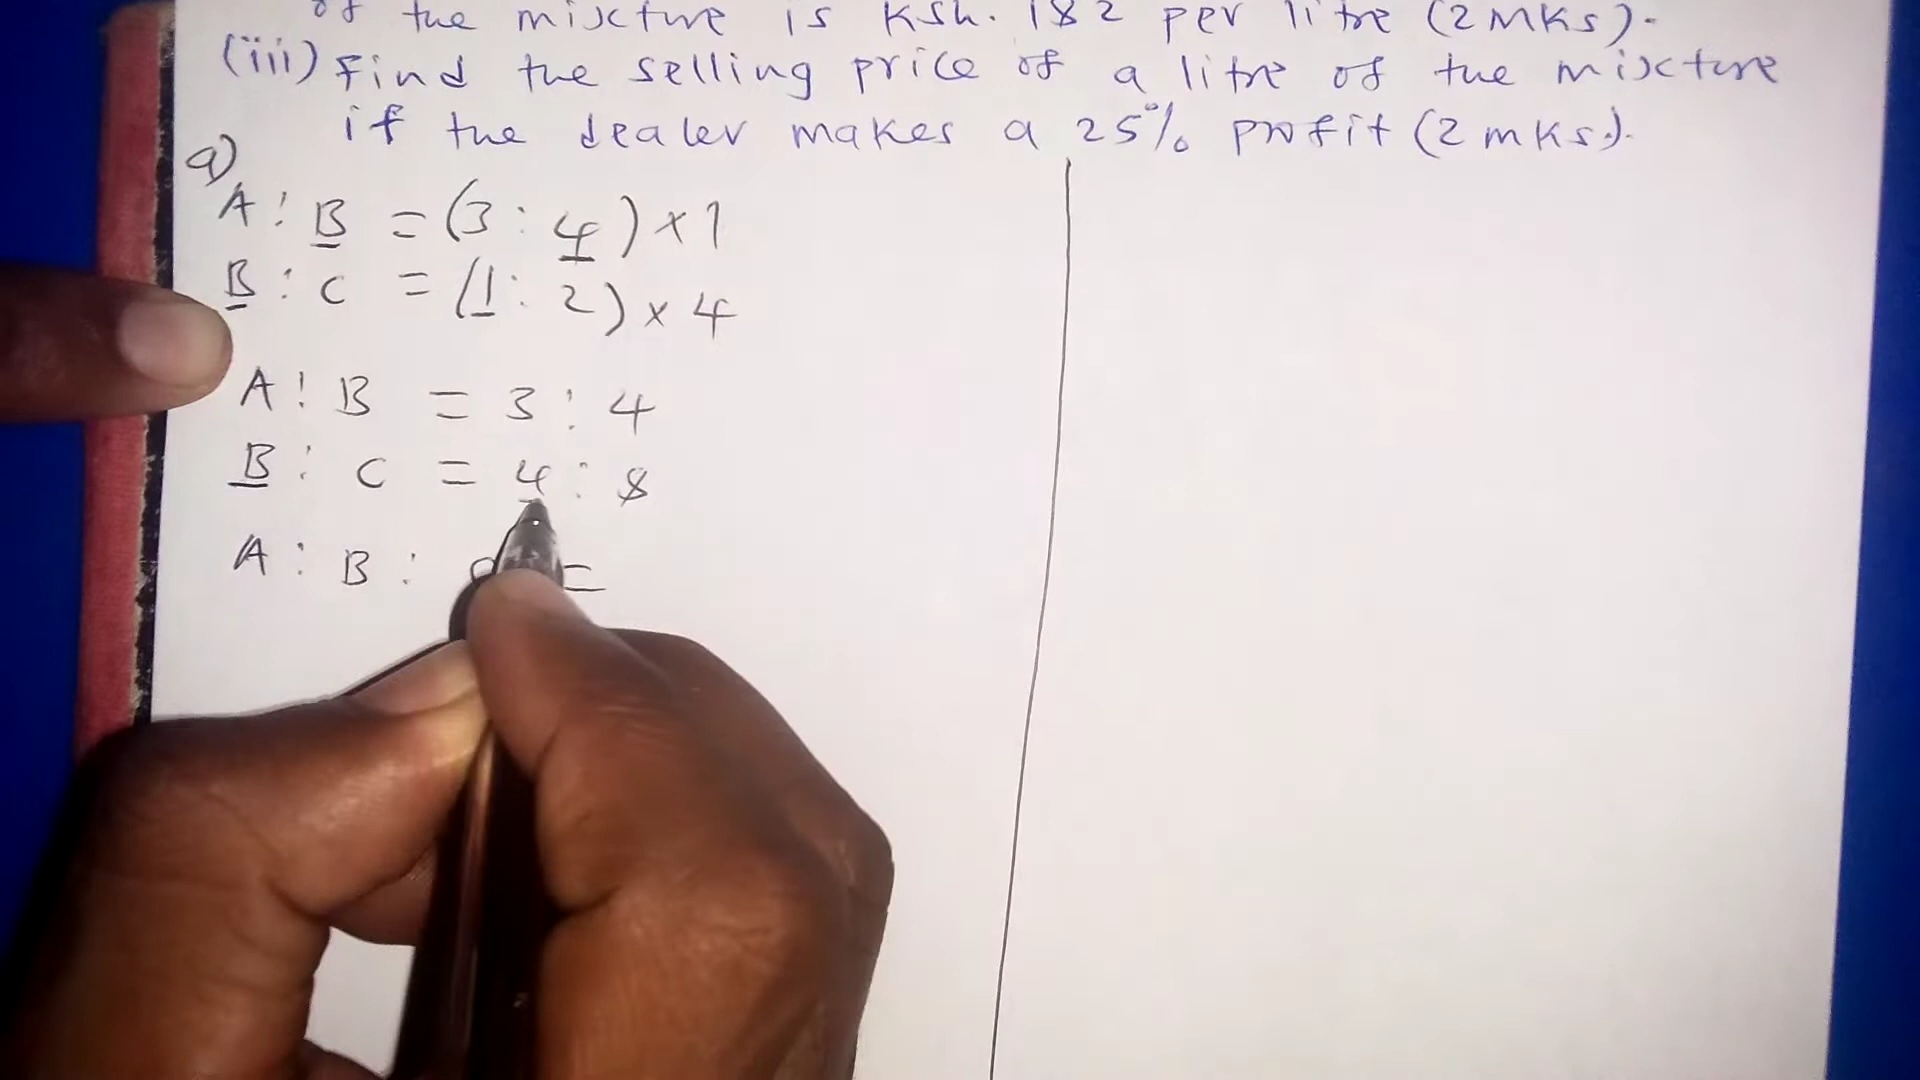 of the mixture is Ksh. 182 per litre (2mks).
(iii) Find the selling price of a litre of the mixture
if the dealer makes a 25% profit (2mks).
a)
A : B = (3 : 4) × 1
B : C = (1 : 2) × 4
A : B = 3 : 4
B : C = 4 : 8
A : B : =